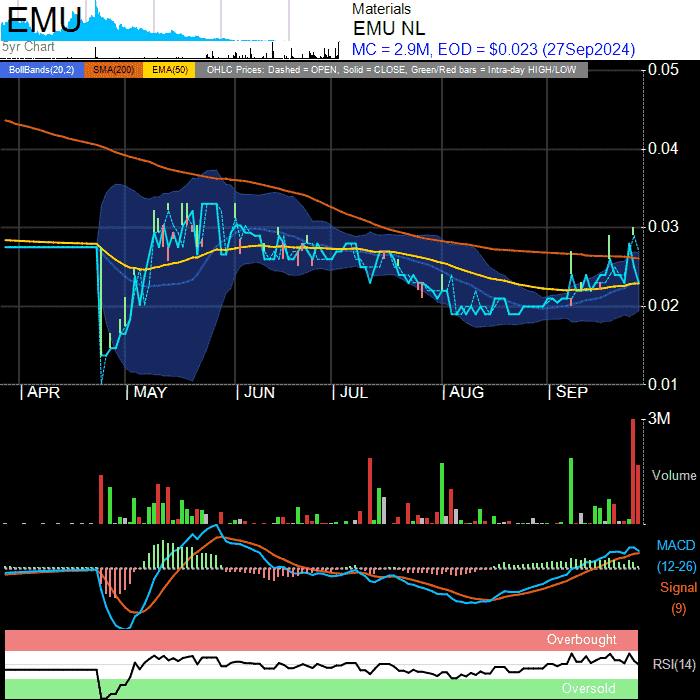 EMU
5yr Chart
Materials
EMU NL
MC = 2.9M, EOD = $0.023 (27Sep2024)
BollBands(20,2) SMA(200) EMA(50) OHLC Prices: Dashed = OPEN, Solid = CLOSE, Green/Red bars = Intra-day HIGH/LOW
0.05
0.04
0.03
0.02
0.01
APR MAY JUN JUL AUG SEP
3M
Volume
MACD
(12-26)
Signal
(9)
Overbought
RSI(14)
Oversold